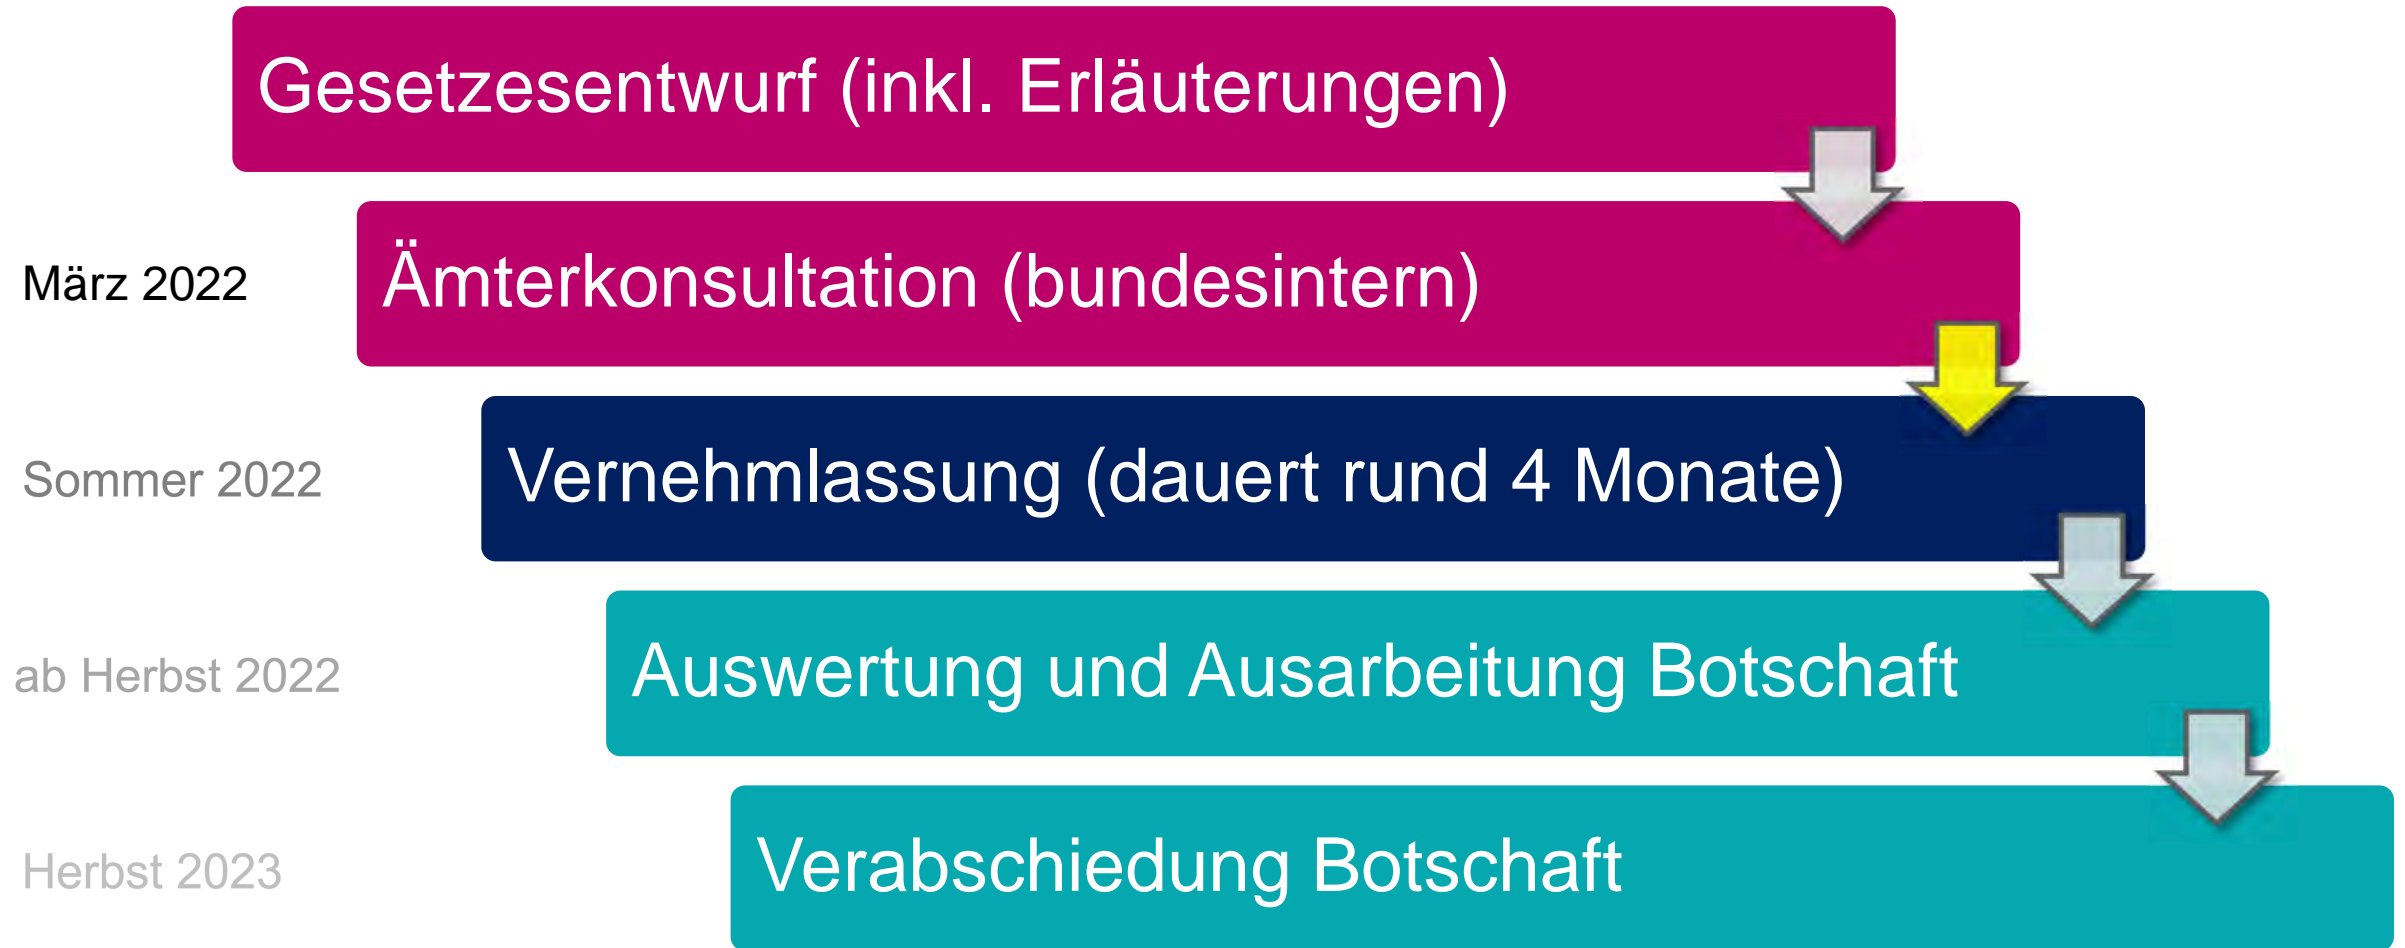 Gesetzesentwurf (inkl. Erläuterungen)
März 2022
Ämterkonsultation (bundesintern)
Sommer 2022
Vernehmlassung (dauert rund 4 Monate)
ab Herbst 2022
Auswertung und Ausarbeitung Botschaft
Herbst 2023
Verabschiedung Botschaft